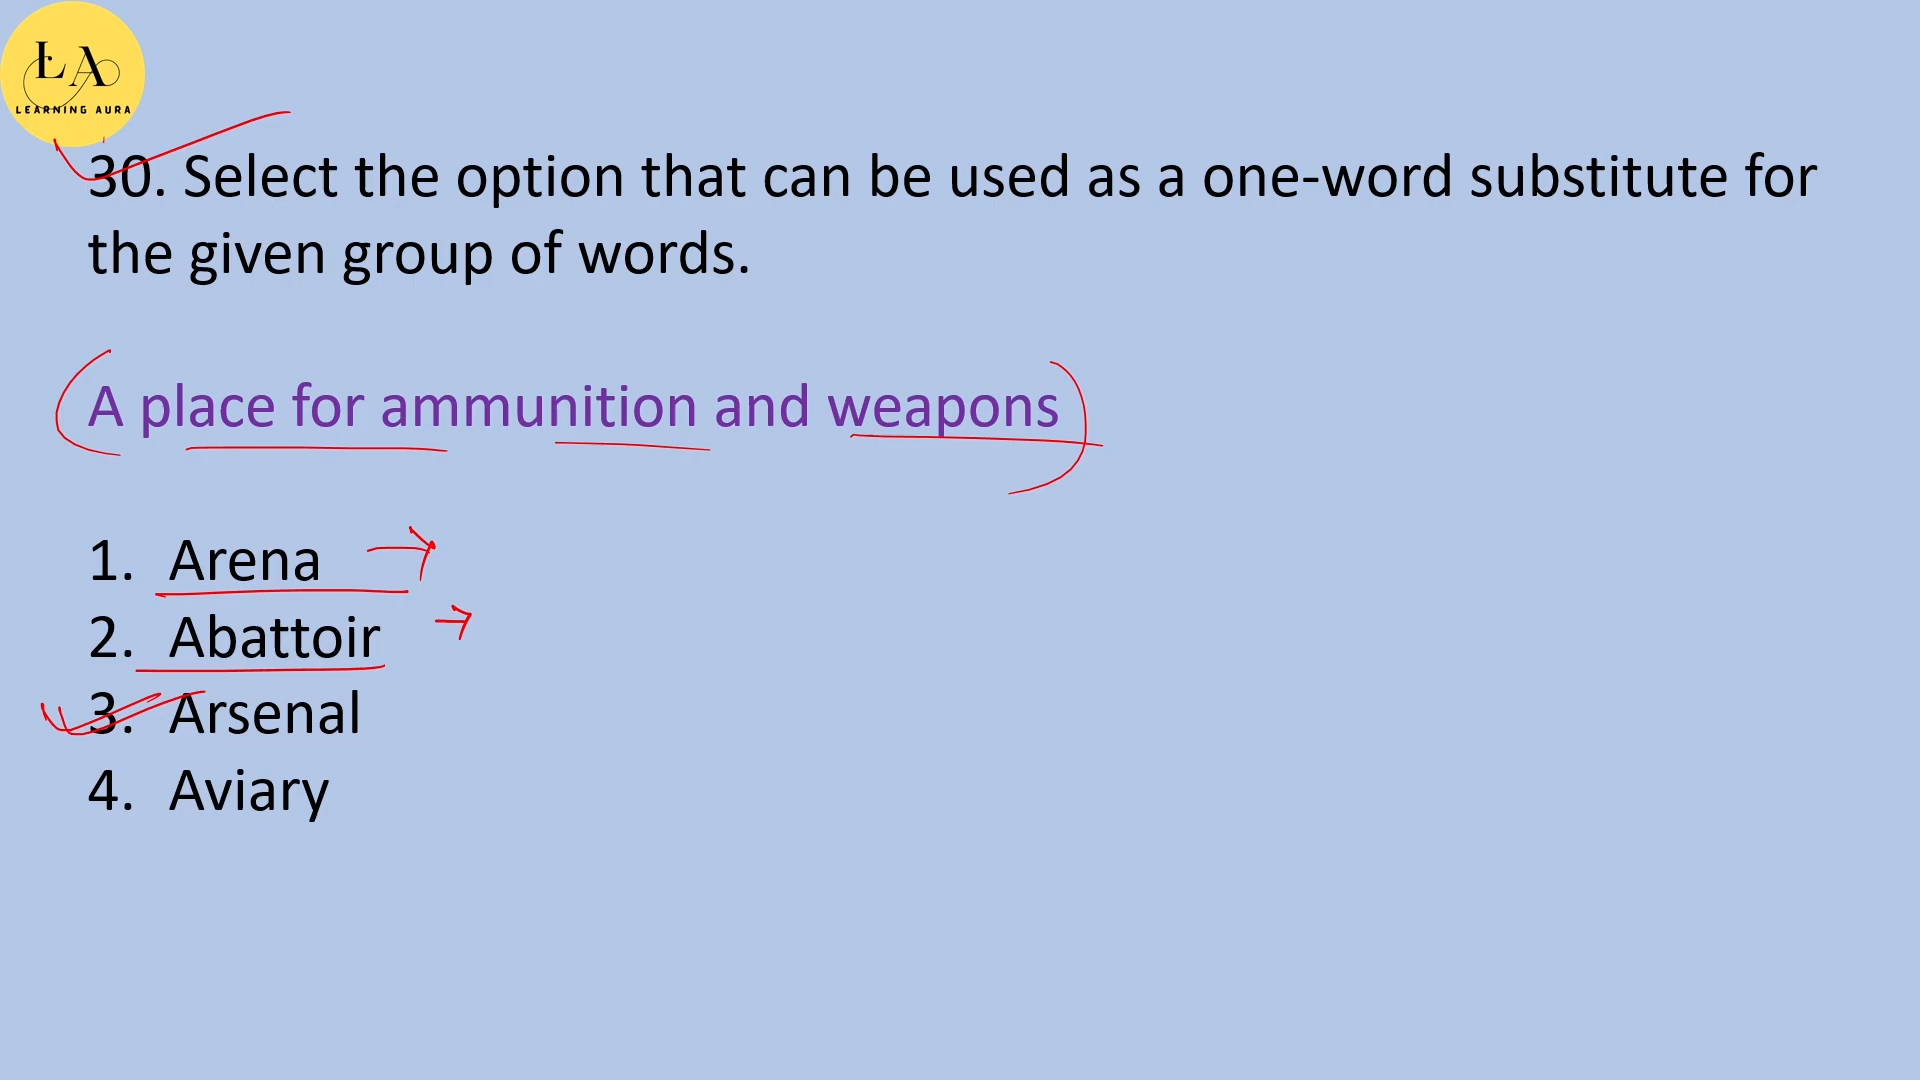 LA
LEARNING AURA
30. Select the option that can be used as a one-word substitute for
the given group of words.
A place for ammunition and weapons
1. Arena
2. Abattoir
3. Arsenal
4. Aviary